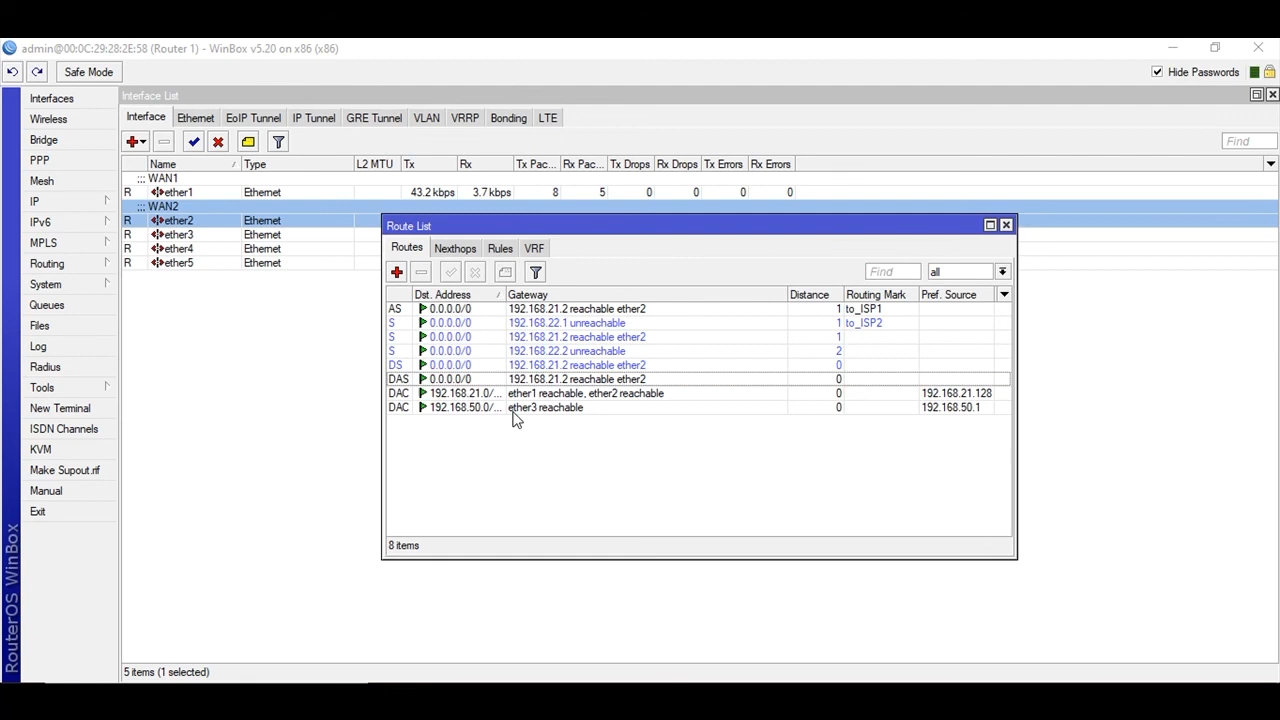 admin@00:0C:29:28:2E:58 (Router 1) - WinBox v5.20 on x86 (x86)
Safe Mode
Hide Passwords
Interfaces
Wireless
Bridge
PPP
Mesh
IP
IPv6
MPLS
Routing
System
Queues
Files
Log
Radius
Tools
New Terminal
ISDN Channels
KVM
Make Supout.rif
Manual
Exit
RouterOS WinBox
Interface List
Interface Ethernet EoIP Tunnel IP Tunnel GRE Tunnel VLAN VRRP Bonding LTE
Find
Name Type L2 MTU Tx Rx Tx Pac... Rx Pac... Tx Drops Rx Drops Tx Errors Rx Errors
::: WAN1
R ether1 Ethernet 43.2 kbps 3.7 kbps 8 5 0 0 0 0
::: WAN2
R ether2 Ethernet
R ether3 Ethernet
R ether4 Ethernet
R ether5 Ethernet
Route List
Routes Nexthops Rules VRF
Find all
Dst. Address Gateway Distance Routing Mark Pref. Source
AS 0.0.0.0/0 192.168.21.2 reachable ether2 1 to_ISP1
S 0.0.0.0/0 192.168.22.1 unreachable 1 to_ISP2
S 0.0.0.0/0 192.168.21.2 reachable ether2 1
S 0.0.0.0/0 192.168.22.2 unreachable 2
DS 0.0.0.0/0 192.168.21.2 reachable ether2 0
DAS 0.0.0.0/0 192.168.21.2 reachable ether2 0
DAC 192.168.21.0/... ether1 reachable, ether2 reachable 0 192.168.21.128
DAC 192.168.50.0/... ether3 reachable 0 192.168.50.1
8 items
5 items (1 selected)